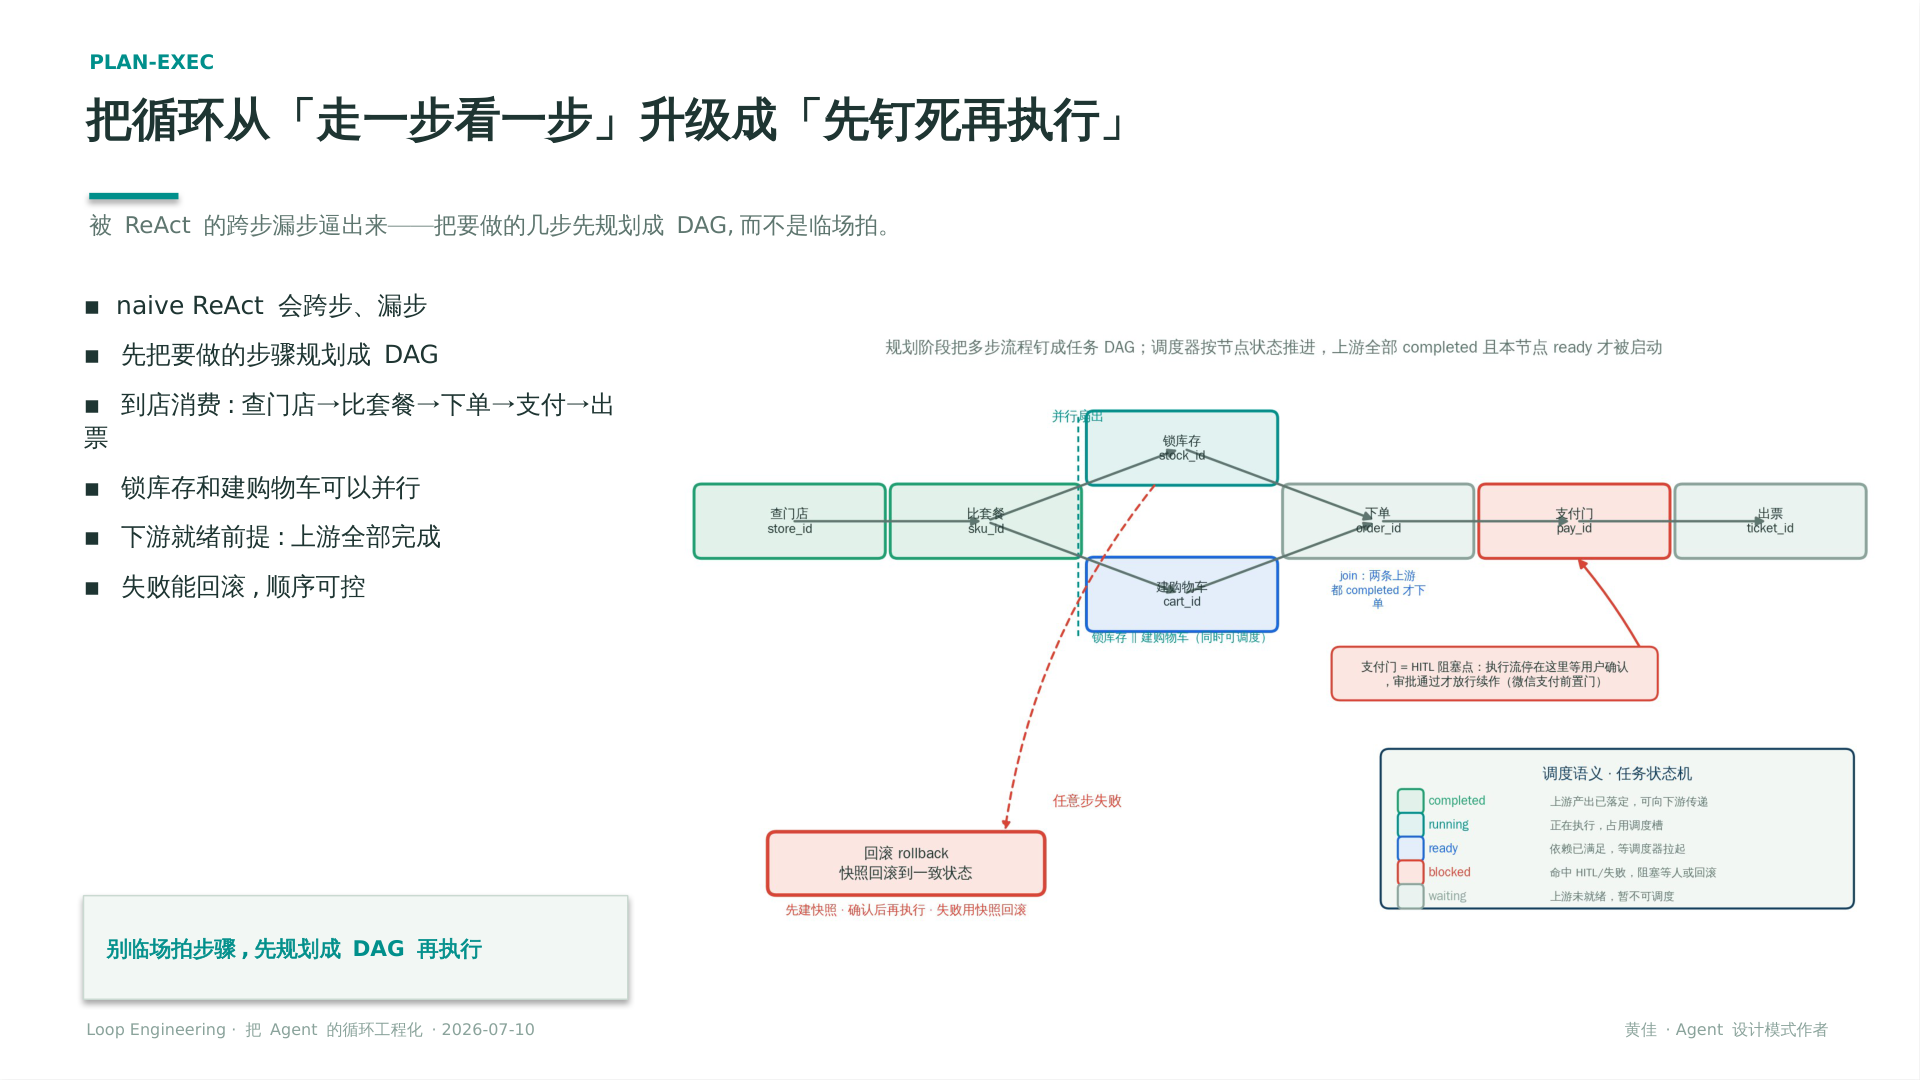 PLAN-EXEC
把循环从「走一步看一步」升级成「先钉死再执行」
被 ReAct 的跨步漏步逼出来——把要做的几步先规划成 DAG, 而不是临场拍。
■ naive ReAct 会跨步、漏步
■ 先把要做的步骤规划成 DAG
■ 到店消费 : 查门店→比套餐→下单→支付→出
票
■ 锁库存和建购物车可以并行
■ 下游就绪前提 : 上游全部完成
■ 失败能回滚 , 顺序可控
别临场拍步骤 , 先规划成 DAG 再执行
规划阶段把多步流程钉成任务 DAG；调度器按节点状态推进，上游全部 completed 且本节点 ready 才被启动
并行扇出
锁库存
stock_id
查门店
store_id
比套餐
sku_id
下单
order_id
支付门
pay_id
出票
ticket_id
建购物车
cart_id
锁库存 ∥ 建购物车（同时可调度）
join：两条上游
都 completed 才下
单
支付门 = HITL 阻塞点：执行流停在这里等用户确认
，审批通过才放行续作（微信支付前置门）
任意步失败
回滚 rollback
快照回滚到一致状态
先建快照 · 确认后再执行 · 失败用快照回滚
调度语义 · 任务状态机
completed 上游产出已落定，可向下游传递
running 正在执行，占用调度槽
ready 依赖已满足，等调度器拉起
blocked 命中 HITL/失败，阻塞等人或回滚
waiting 上游未就绪，暂不可调度
Loop Engineering · 把 Agent 的循环工程化 · 2026-07-10
黄佳 · Agent 设计模式作者